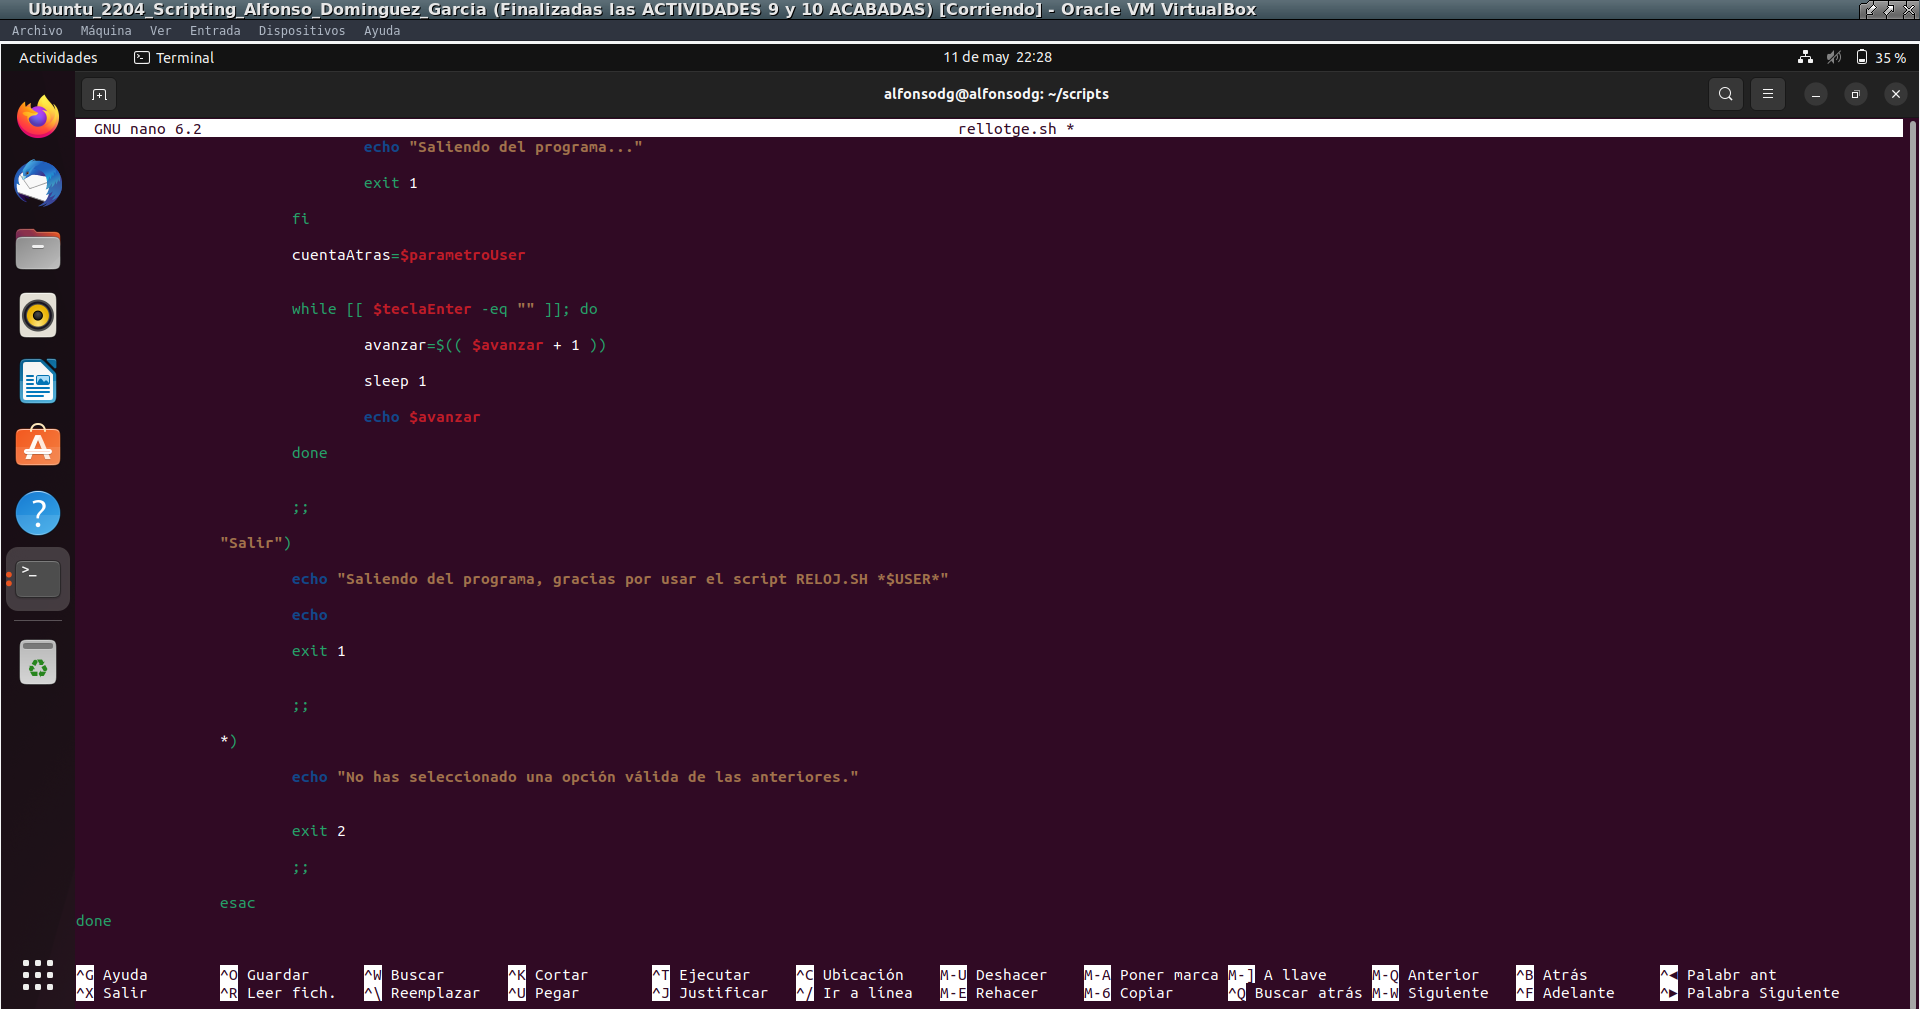 Ubuntu_2204_Scripting_Alfonso_Dominguez_Garcia (Finalizadas las ACTIVIDADES 9 y 10 ACABADAS) [Corriendo] - Oracle VM VirtualBox
Archivo Máquina Ver Entrada Dispositivos Ayuda
Actividades Terminal 11 de may 22:28 35 %
alfonsodg@alfonsodg: ~/scripts
GNU nano 6.2 rellotge.sh *
echo "Saliendo del programa..."
exit 1
fi
cuentaAtras=$parametroUser
while [[ $teclaEnter -eq "" ]]; do
avanzar=$(( $avanzar + 1 ))
sleep 1
echo $avanzar
done
;;
"Salir")
echo "Saliendo del programa, gracias por usar el script RELOJ.SH *$USER*"
echo
exit 1
;;
*)
echo "No has seleccionado una opción válida de las anteriores."
exit 2
;;
esac
done
^G Ayuda ^O Guardar ^W Buscar ^K Cortar ^T Ejecutar ^C Ubicación M-U Deshacer M-A Poner marca M-] A llave M-Q Anterior ^B Atrás ^◀ Palabr ant
^X Salir ^R Leer fich. ^\ Reemplazar ^U Pegar ^J Justificar ^/ Ir a línea M-E Rehacer M-6 Copiar ^Q Buscar atrás M-W Siguiente ^F Adelante ^▶ Palabra Siguiente